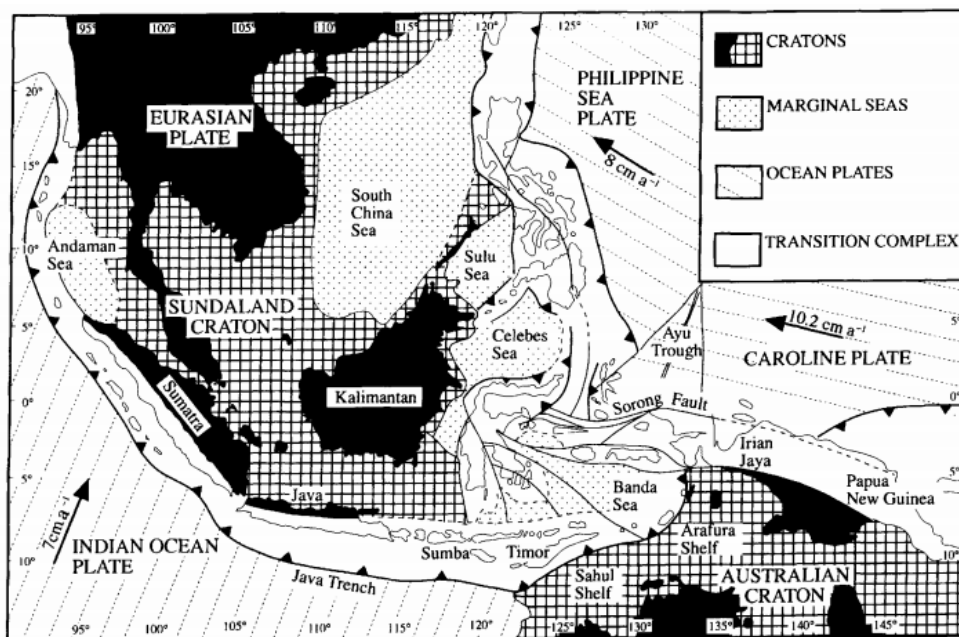 95° 100° 105° 110° 115° 120° 125°
20°
15°
10°
5°
0°
5°
10°
EURASIAN
PLATE
PHILIPPINE
SEA
PLATE
8 cm a⁻¹
CRATONS
MARGINAL SEAS
OCEAN PLATES
TRANSITION COMPLEX
South
China
Sea
Andaman
Sea
Sulu
Sea
SUNDALAND
CRATON
Celebes
Sea
Ayu
Trough
10.2 cm a⁻¹
CAROLINE PLATE
5°
0°
Sumatra
Kalimantan
Sorong Fault
Irian
Jaya
Papua
New Guinea
Java
Banda
Sea
Arafura
Shelf
10°
7cm a⁻¹
INDIAN OCEAN
PLATE
Sumba
Timor
Java Trench
Sahul
Shelf
AUSTRALIAN
CRATON
95° 100° 105° 110° 115° 120° 125° 130° 135° 140° 145°